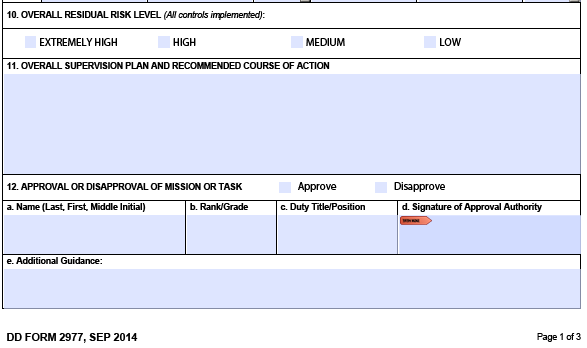 10. OVERALL RESIDUAL RISK LEVEL (All controls implemented):
EXTREMELY HIGH HIGH MEDIUM LOW
11. OVERALL SUPERVISION PLAN AND RECOMMENDED COURSE OF ACTION
12. APPROVAL OR DISAPPROVAL OF MISSION OR TASK Approve Disapprove
a. Name (Last, First, Middle Initial) b. Rank/Grade c. Duty Title/Position d. Signature of Approval Authority
e. Additional Guidance:
DD FORM 2977, SEP 2014 Page 1 of 3